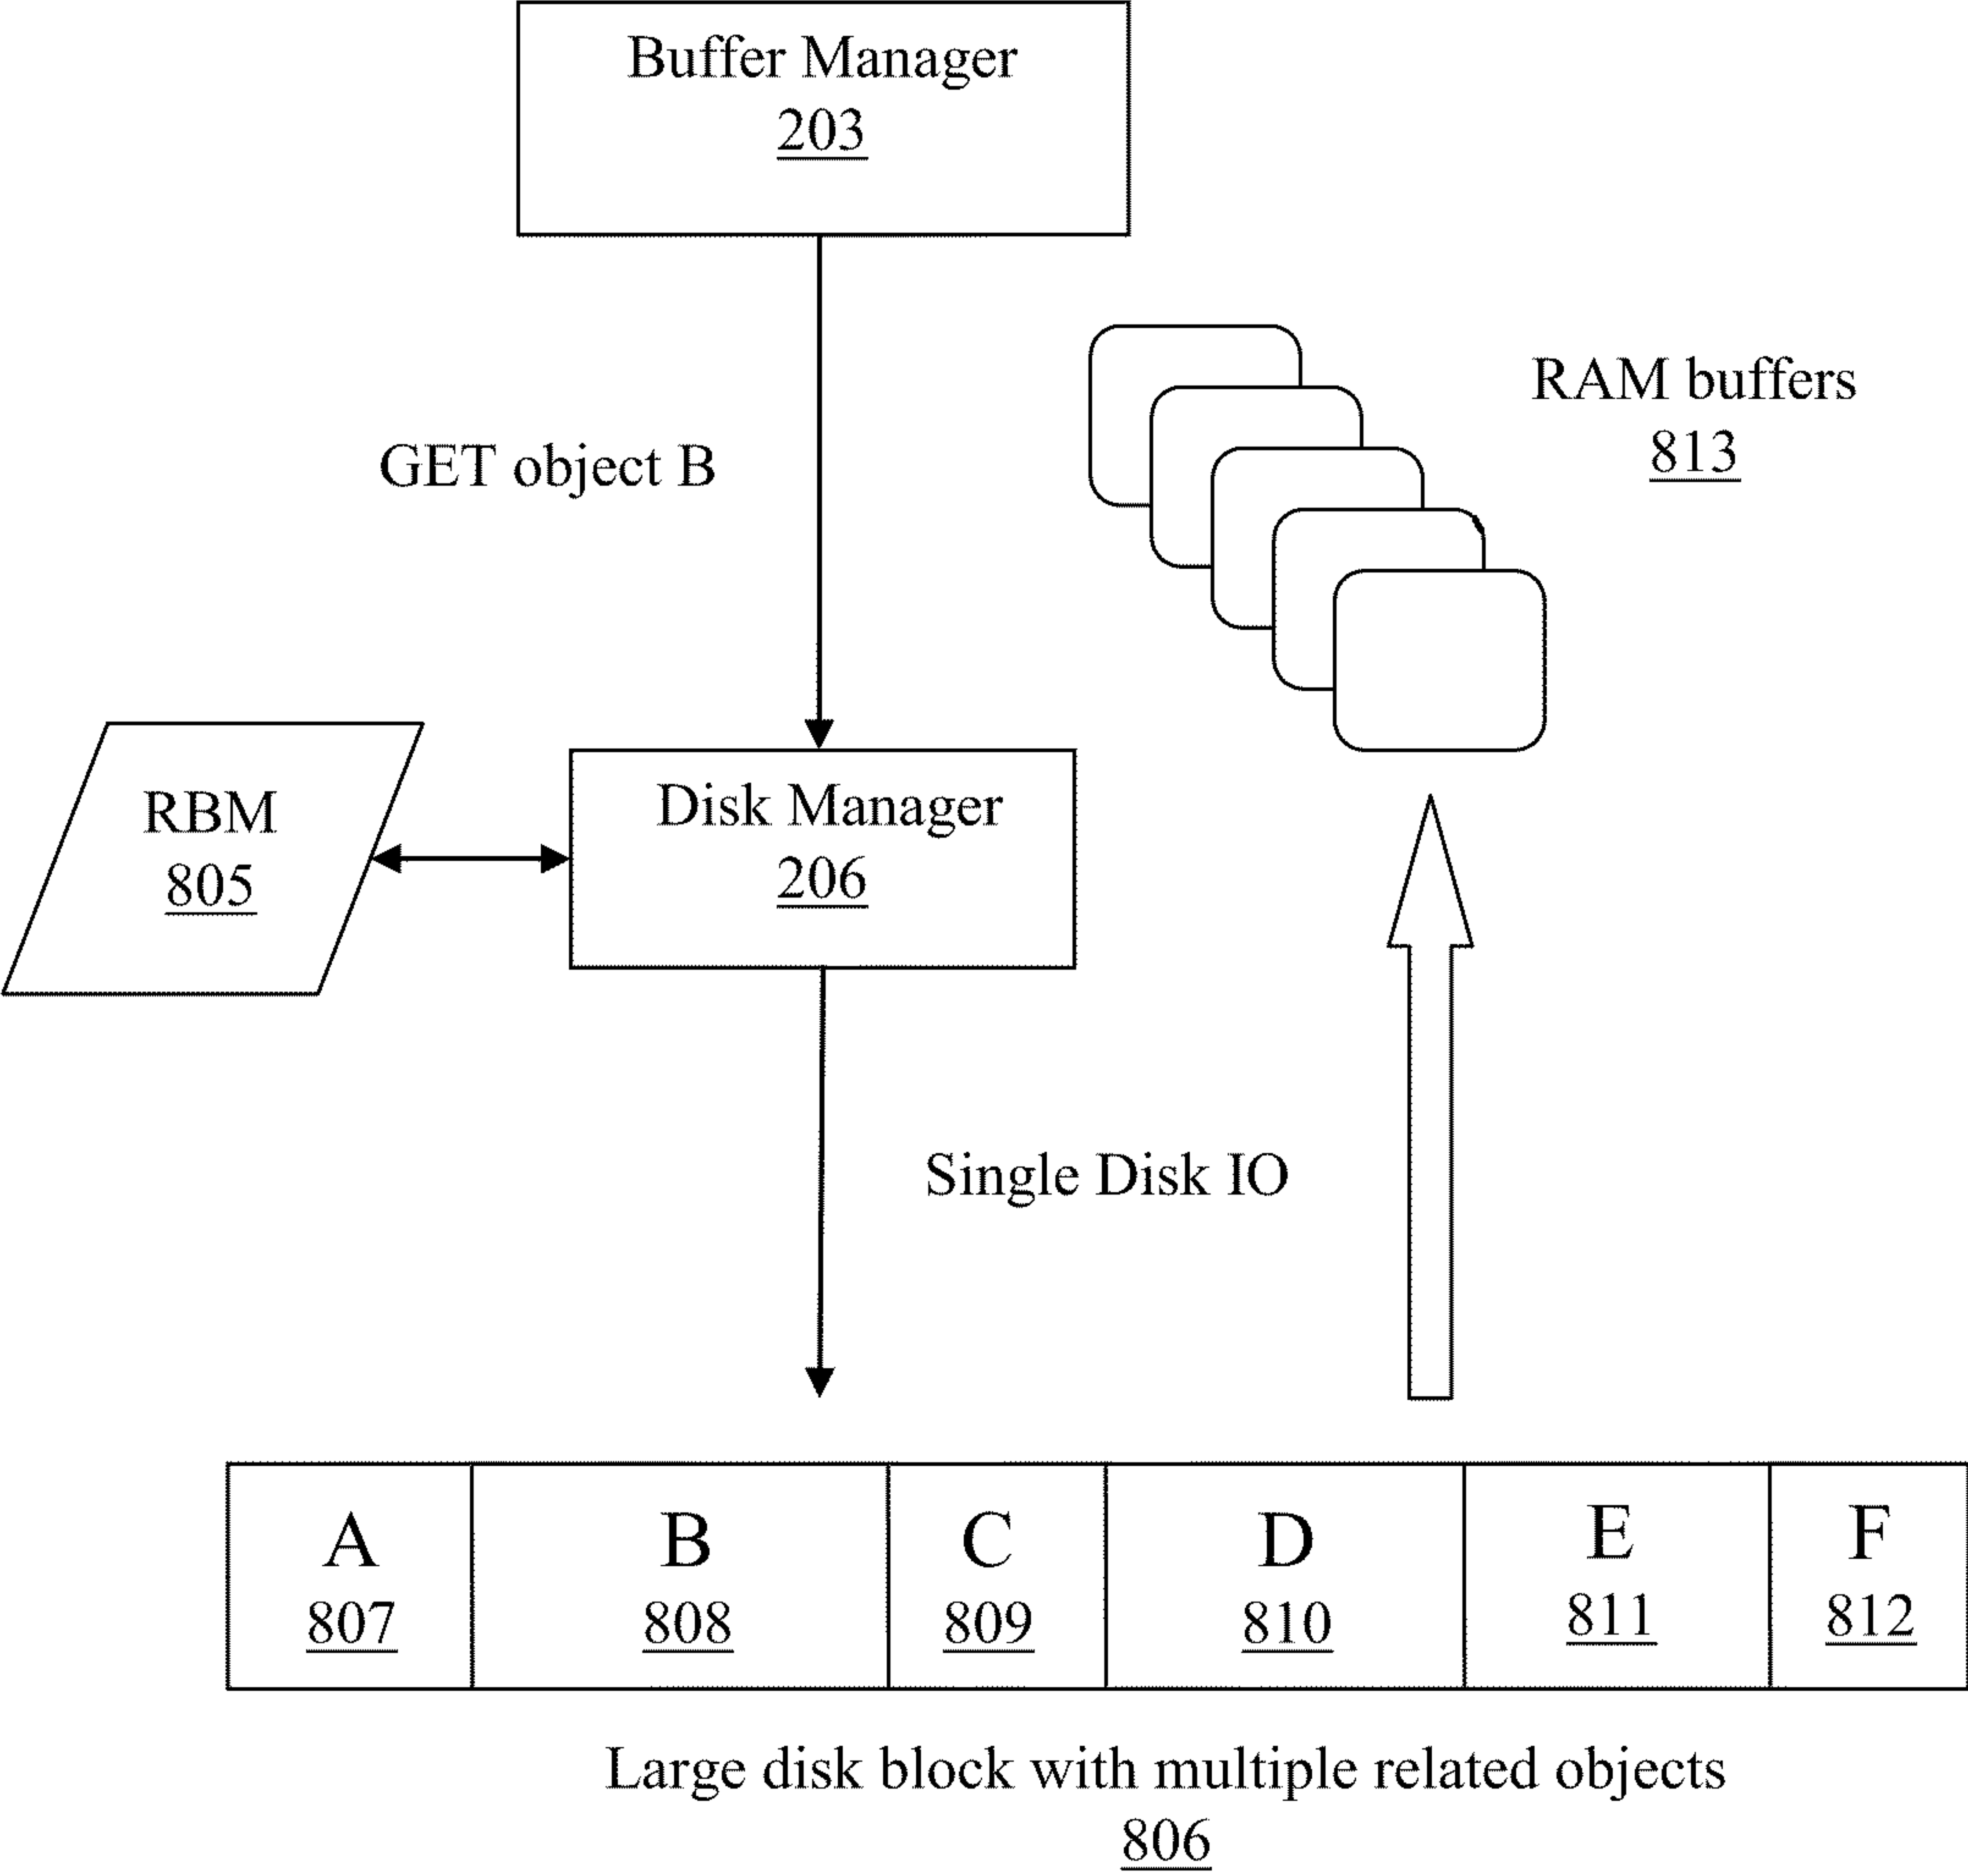 Buffer Manager
203
RAM buffers
813
GET object B
RBM
805
Disk Manager
206
Single Disk IO
A
807
B
808
C
809
D
810
E
811
F
812
Large disk block with multiple related objects
806